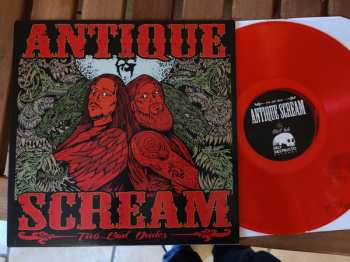 ANTIQUE
SCREAM
Two Bad Dudes
ANTIQUE SCREAM